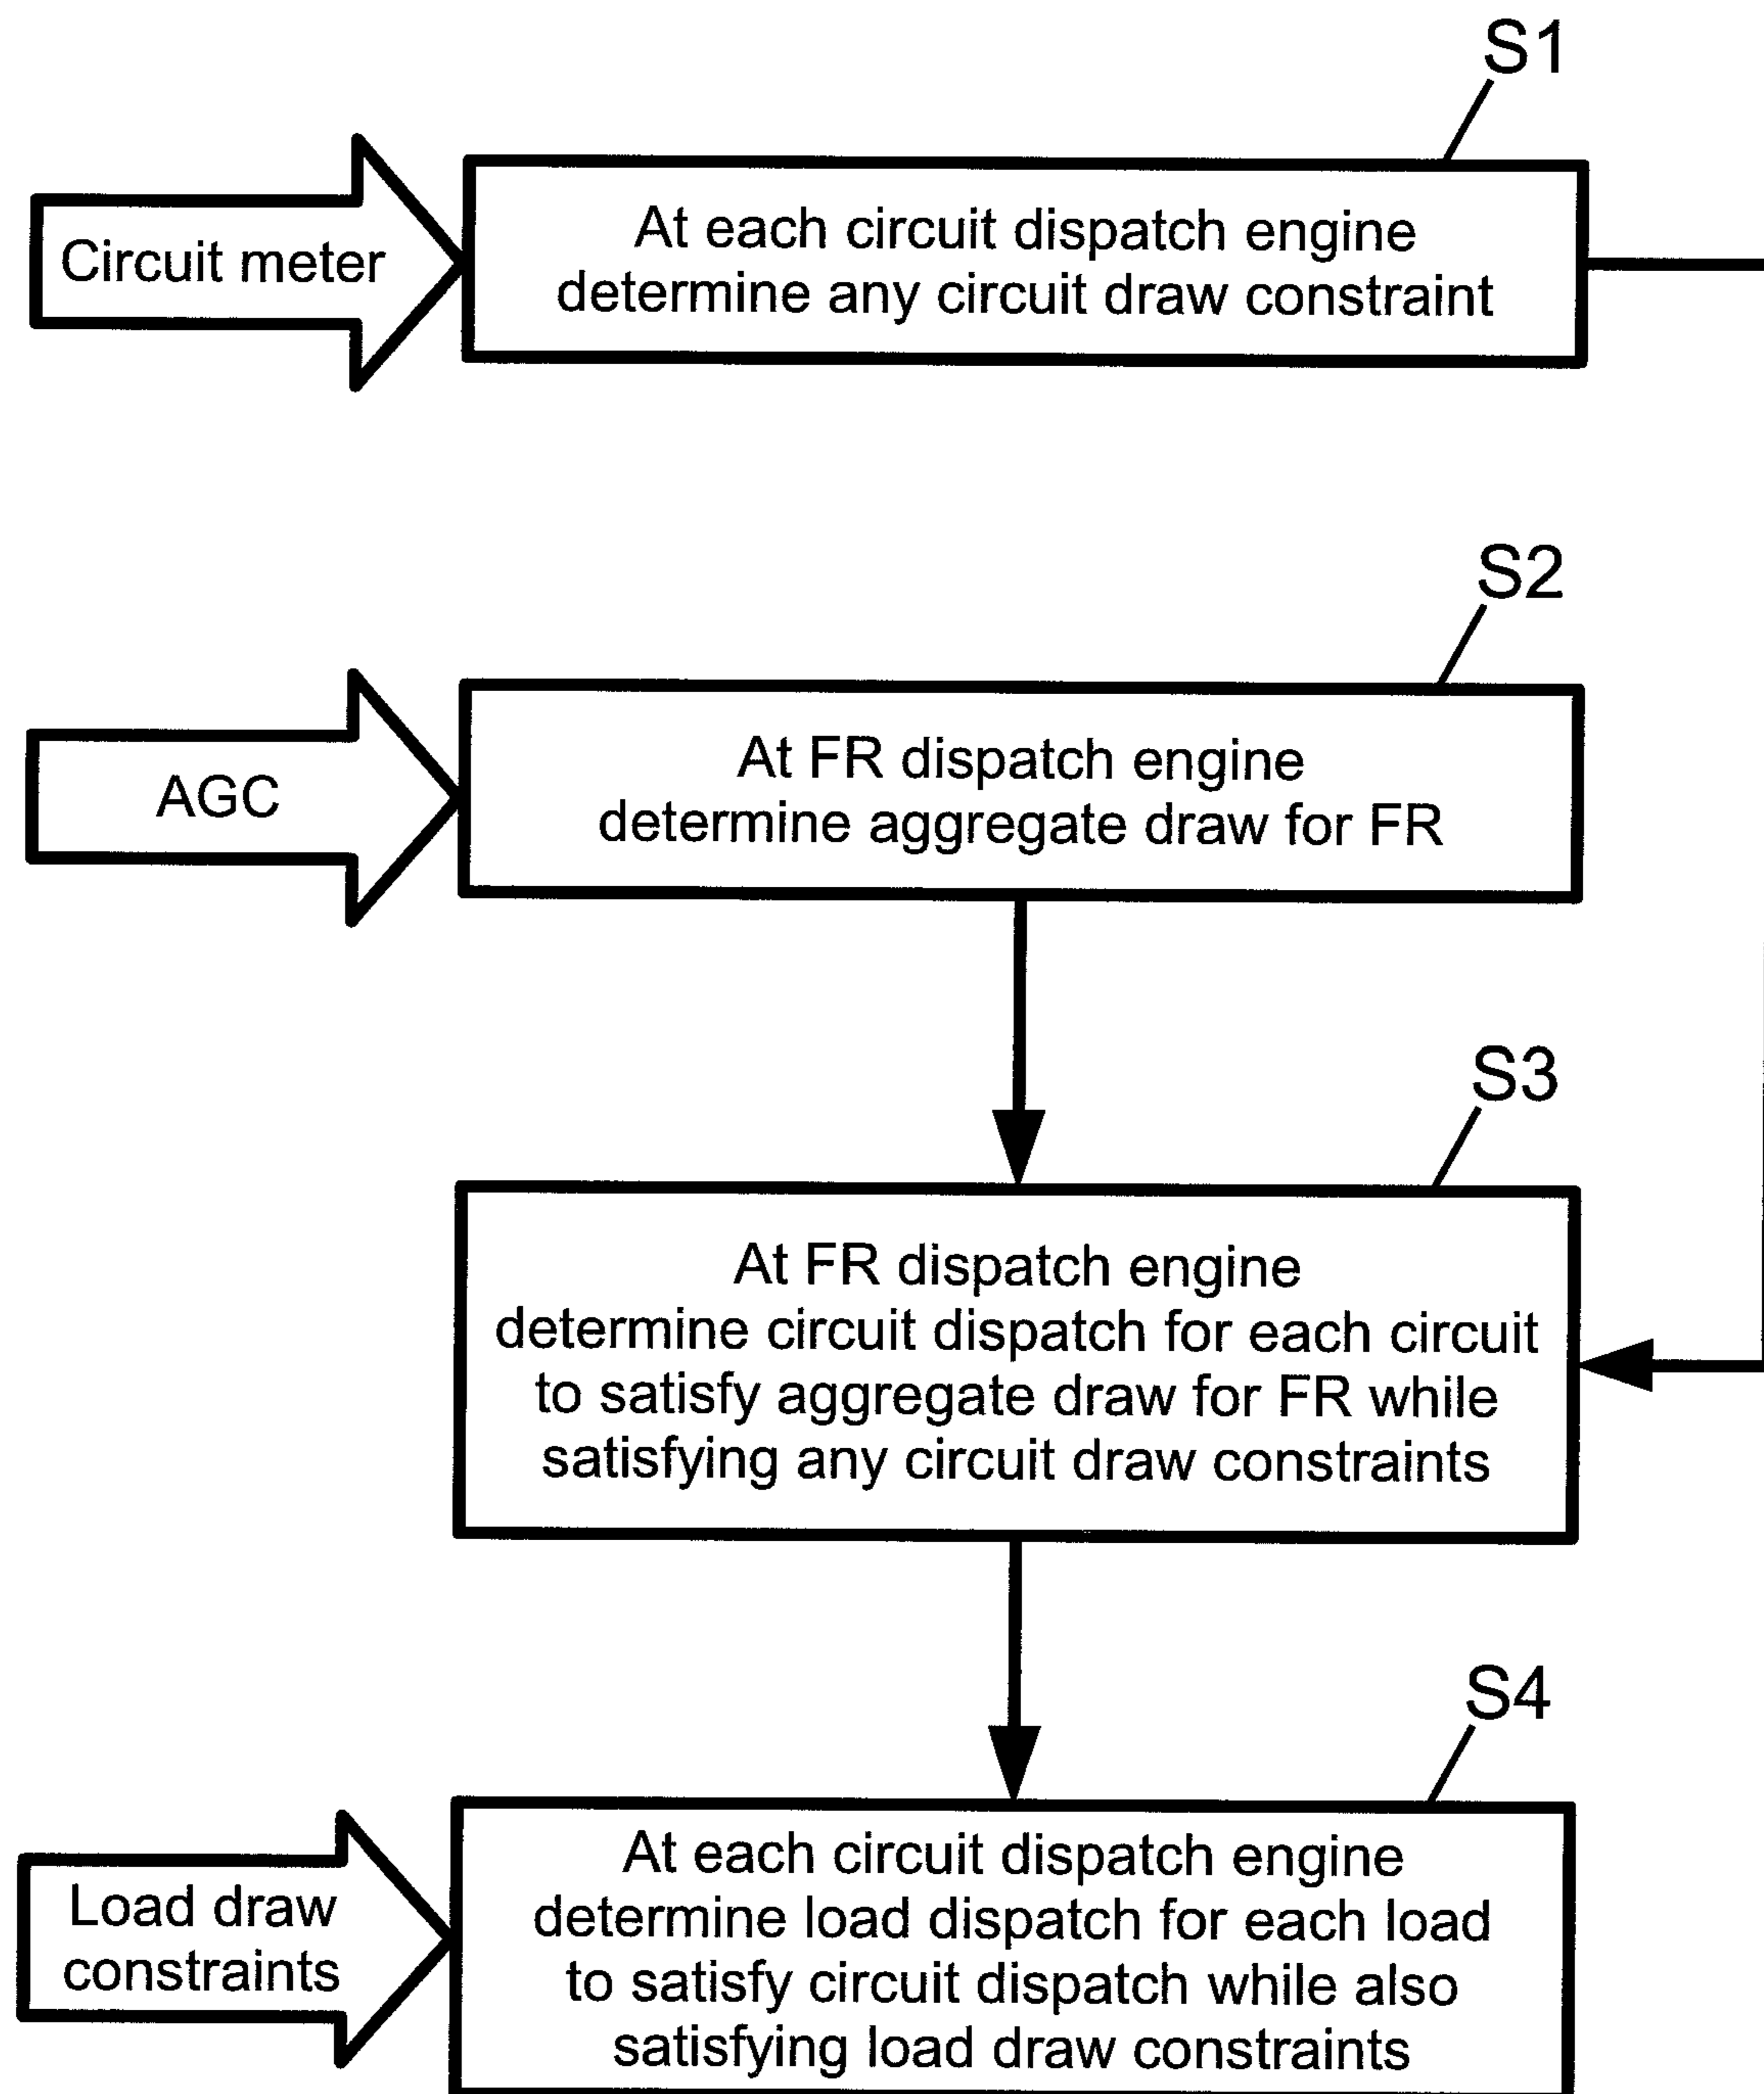 S1
Circuit meter
At each circuit dispatch engine
determine any circuit draw constraint
S2
AGC
At FR dispatch engine
determine aggregate draw for FR
S3
At FR dispatch engine
determine circuit dispatch for each circuit
to satisfy aggregate draw for FR while
satisfying any circuit draw constraints
S4
Load draw
constraints
At each circuit dispatch engine
determine load dispatch for each load
to satisfy circuit dispatch while also
satisfying load draw constraints